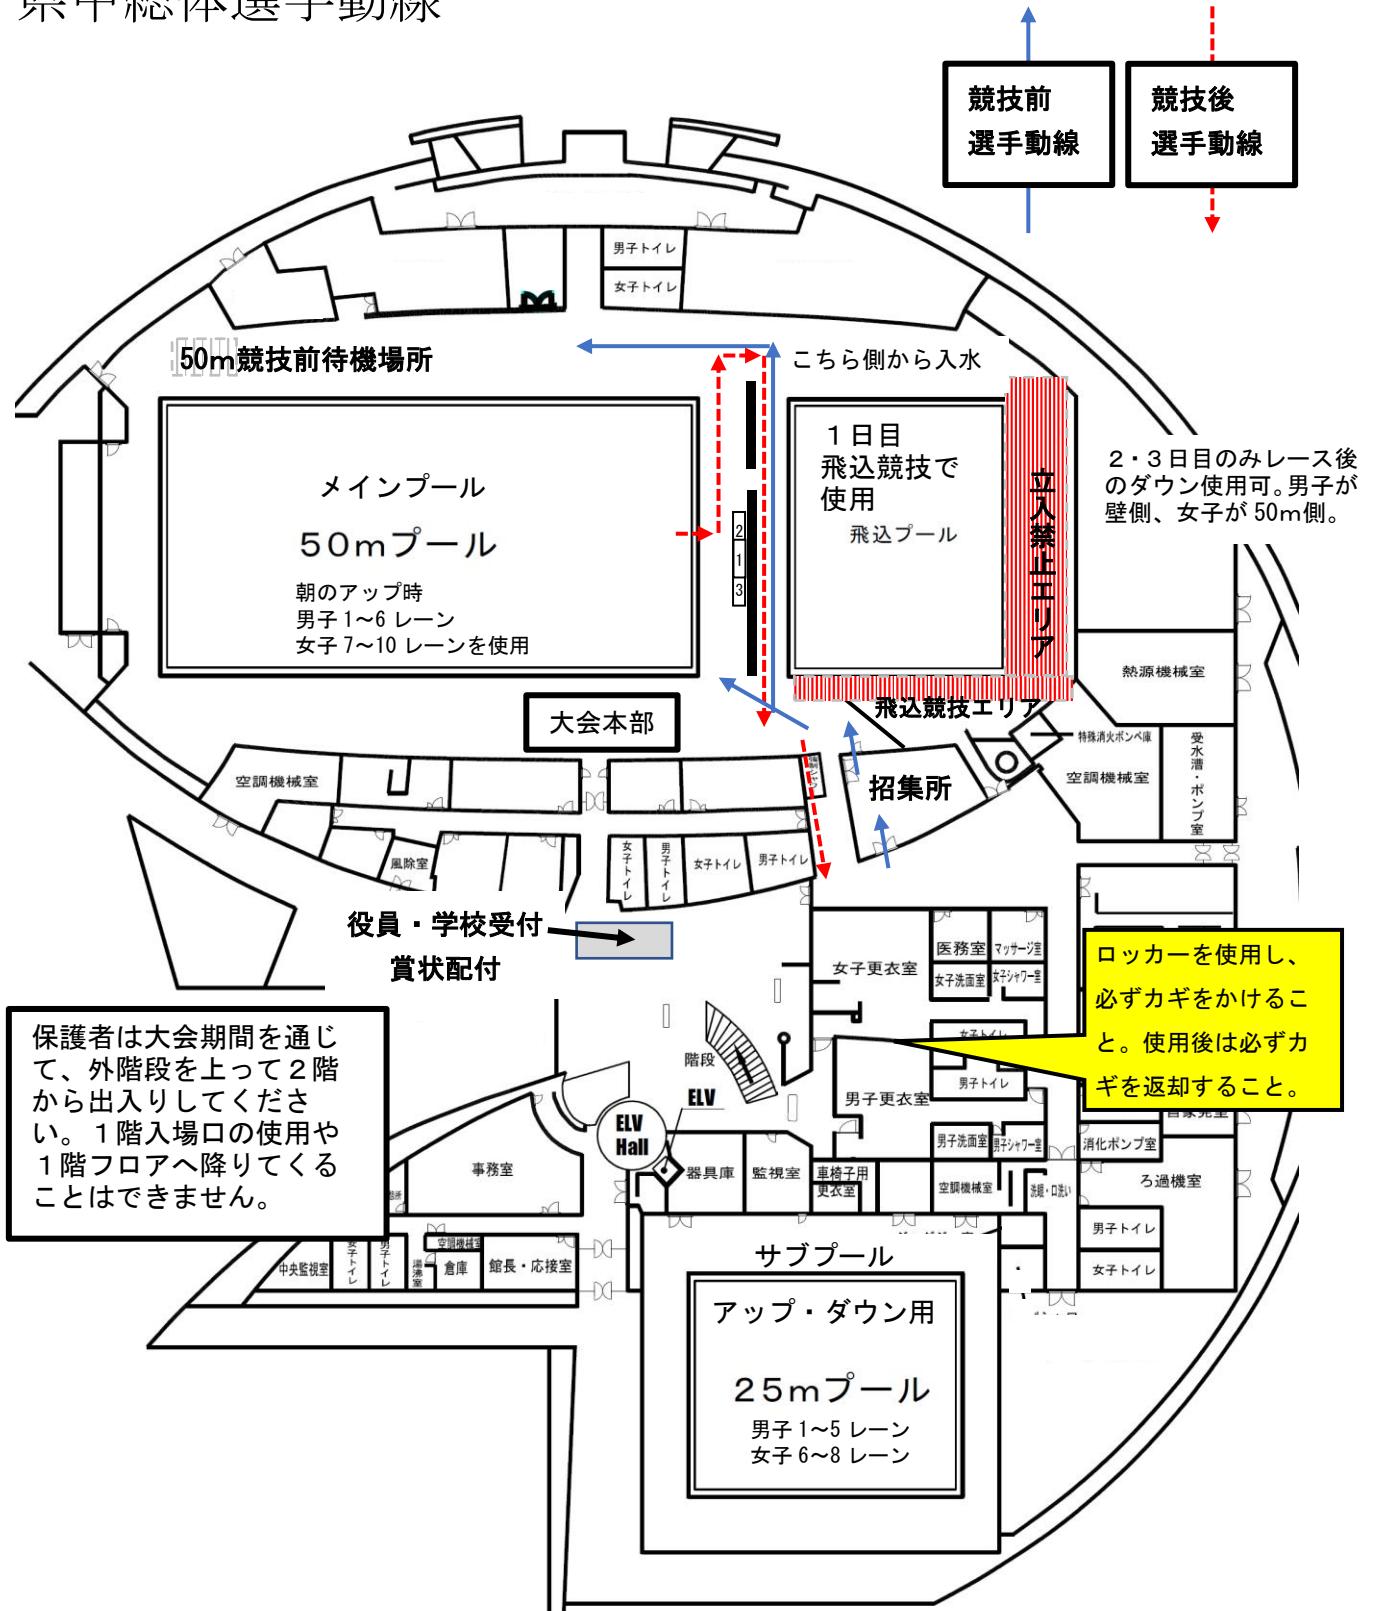 県中総体選手動線
競技前
選手動線
競技後
選手動線
男子トイレ
女子トイレ
50m競技前待機場所
こちら側から入水
メインプール
50mプール
朝のアップ時
男子1~6レーン
女子7~10レーンを使用
2
1
3
1日目
飛込競技で
使用
飛込プール
立入禁止エリア
2・3日目のみレース後
のダウン使用可。男子が
壁側、女子が50m側。
飛込競技エリア
大会本部
招集所
熱源機械室
特殊消火ボンベ庫
空調機械室
受水漕・ポンプ室
空調機械室
風除室
女子トイレ
男子トイレ
女子トイレ
男子トイレ
役員・学校受付
賞状配付
女子更衣室
医務室
マッサージ室
女子洗面室
女子シャワー室
女子トイレ
男子トイレ
男子更衣室
男子洗面室
男子シャワー室
ロッカーを使用し、
必ずカギをかけるこ
と。使用後は必ずカ
ギを返却すること。
保護者は大会期間を通じ
て、外階段を上って2階
から出入りしてくださ
い。1階入場口の使用や
1階フロアへ降りてくる
ことはできません。
階段
ELV
ELV
Hall
事務室
器具庫
監視室
車椅子用
更衣室
空調機械室
洗眼・口洗い
消化ポンプ室
ろ過機室
男子トイレ
女子トイレ
中央監視室
女子トイレ
男子トイレ
湯沸室
空調機械室
倉庫
館長・応接室
サブプール
アップ・ダウン用
25mプール
男子1~5レーン
女子6~8レーン